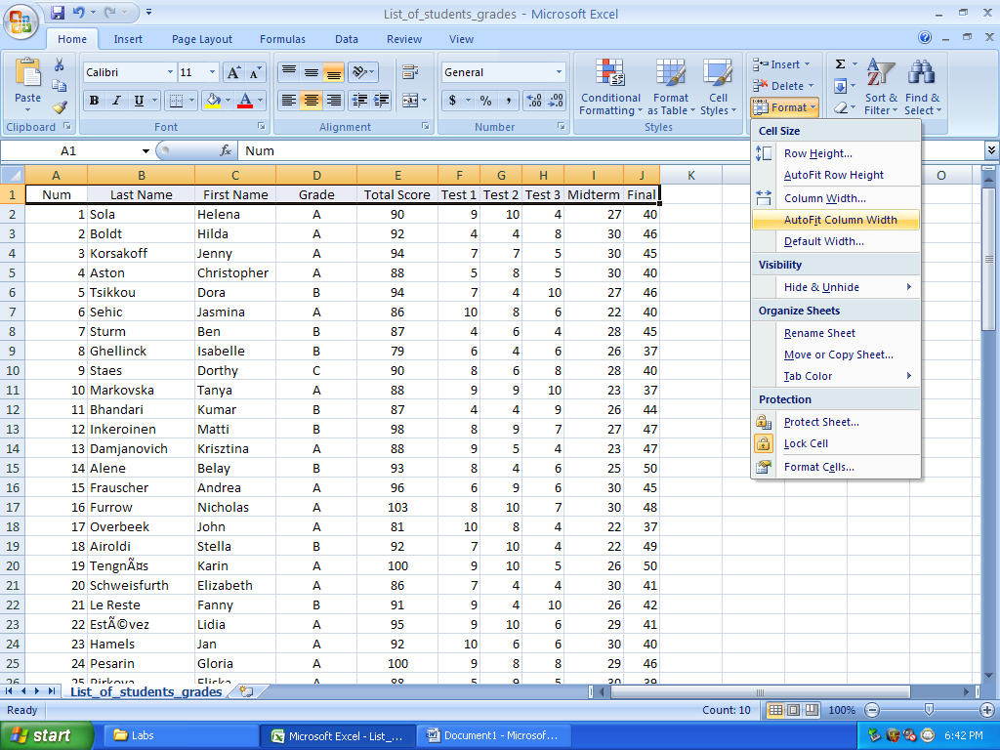 List_of_students_grades - Microsoft Excel
Home Insert Page Layout Formulas Data Review View
Calibri 11 General
Paste
B I U
$ % ,
Conditional Formatting
Format as Table
Cell Styles
Insert
Delete
Format
Σ
Sort & Filter
Find & Select
Clipboard Font Alignment Number Styles
A1 fx Num
A B C D E F G H I J K O
1 Num Last Name First Name Grade Total Score Test 1 Test 2 Test 3 Midterm Final
2 1 Sola Helena A 90 9 10 4 27 40
3 2 Boldt Hilda A 92 4 4 8 30 46
4 3 Korsakoff Jenny A 94 7 7 5 30 45
5 4 Aston Christopher A 88 5 8 5 30 40
6 5 Tsikkou Dora B 94 7 4 10 27 46
7 6 Sehic Jasmina A 86 10 8 6 22 40
8 7 Sturm Ben B 87 4 6 4 28 45
9 8 Ghellinck Isabelle B 79 6 4 6 26 37
10 9 Staes Dorthy C 90 8 6 8 28 40
11 10 Markovska Tanya A 88 9 9 10 23 37
12 11 Bhandari Kumar B 87 4 4 9 26 44
13 12 Inkeroinen Matti B 98 8 9 7 27 47
14 13 Damjanovich Krisztina A 88 9 5 4 23 47
15 14 Alene Belay B 93 8 4 6 25 50
16 15 Frauscher Andrea A 96 6 9 6 30 45
17 16 Furrow Nicholas A 103 8 10 7 30 48
18 17 Overbeek John A 81 10 8 4 22 37
19 18 Airoldi Stella B 92 7 10 4 22 49
20 19 TengnÃ¤s Karin A 100 9 10 5 26 50
21 20 Schweisfurth Elizabeth A 86 7 4 4 30 41
22 21 Le Reste Fanny B 91 9 4 10 26 42
23 22 EstÃ©vez Lidia A 95 9 10 6 29 41
24 23 Hamels Jan A 92 10 6 6 30 40
25 24 Pesarin Gloria A 100 9 8 8 29 46
26 25 Pirkova Eliska A 88 5 9 5 30 39
Cell Size
Row Height...
AutoFit Row Height
Column Width...
AutoFit Column Width
Default Width...
Visibility
Hide & Unhide
Organize Sheets
Rename Sheet
Move or Copy Sheet...
Tab Color
Protection
Protect Sheet...
Lock Cell
Format Cells...
List_of_students_grades
Ready Count: 10 100%
start Labs Microsoft Excel - List_... Document1 - Microsof... 6:42 PM